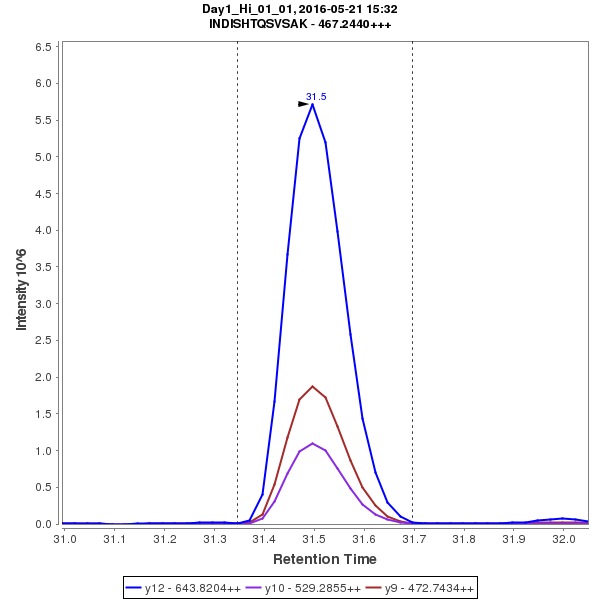 Day1_Hi_01_01, 2016-05-21 15:32
INDISHTQSVSAK - 467.2440+++
31.5
6.5
6.0
5.5
5.0
4.5
4.0
3.5
3.0
2.5
2.0
1.5
1.0
0.5
0.0
Intensity 10^6
31.0 31.1 31.2 31.3 31.4 31.5 31.6 31.7 31.8 31.9 32.0
Retention Time
y12 - 643.8204++ y10 - 529.2855++ y9 - 472.7434++